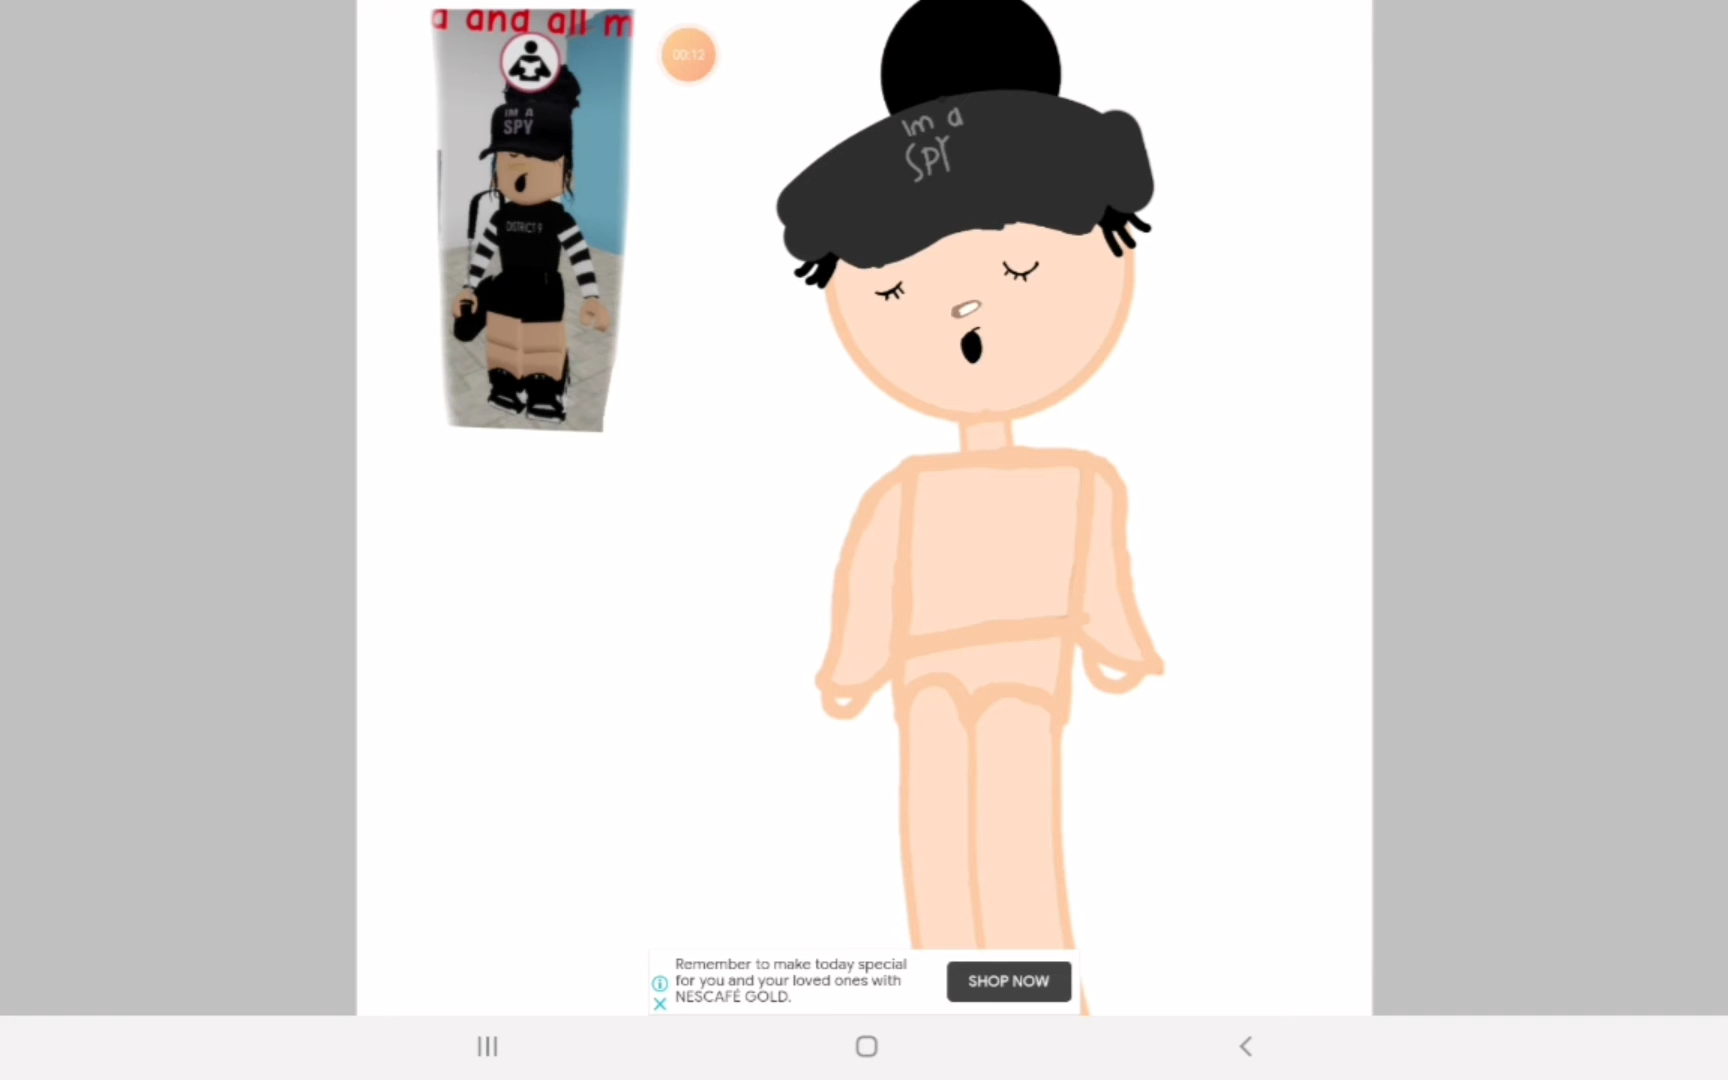 a and all m
00:12
IM A
SPY
DISTRICT 9
Im a
SPY
Remember to make today special
for you and your loved ones with
NESCAFÉ GOLD.
SHOP NOW